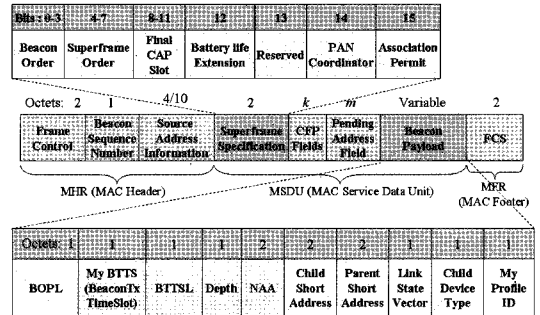 Bits : 0-3 4-7 8-11 12 13 14 15
Beacon Order Superframe Order Final CAP Slot Battery life Extension Reserved PAN Coordinator Association Permit
Octets: 2 1 4/10 2 k m Variable 2
Frame Control Beacon Sequence Number Source Address Information Superframe Specification CFP Fields Pending Address Field Beacon Payload FCS
MHR (MAC Header) MSDU (MAC Service Data Unit) MFR (MAC Footer)
Octets: 1 1 1 1 2 2 2 1 1 1
BOPL My BTTS (BeaconTx TimeSlot) BTTSL Depth NAA Child Short Address Parent Short Address Link State Vector Child Device Type My Profile ID